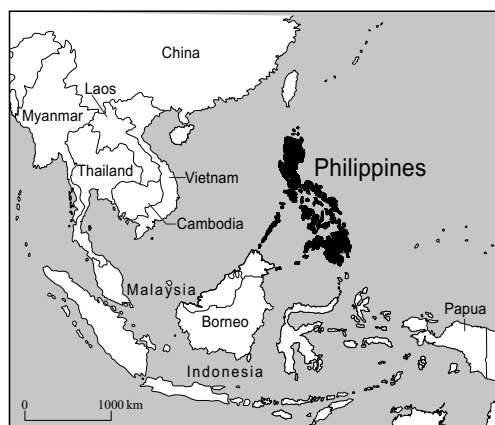 China
Laos
Myanmar
Thailand
Philippines
Vietnam
Cambodia
Malaysia
Borneo
Papua
Indonesia
0 1000 km